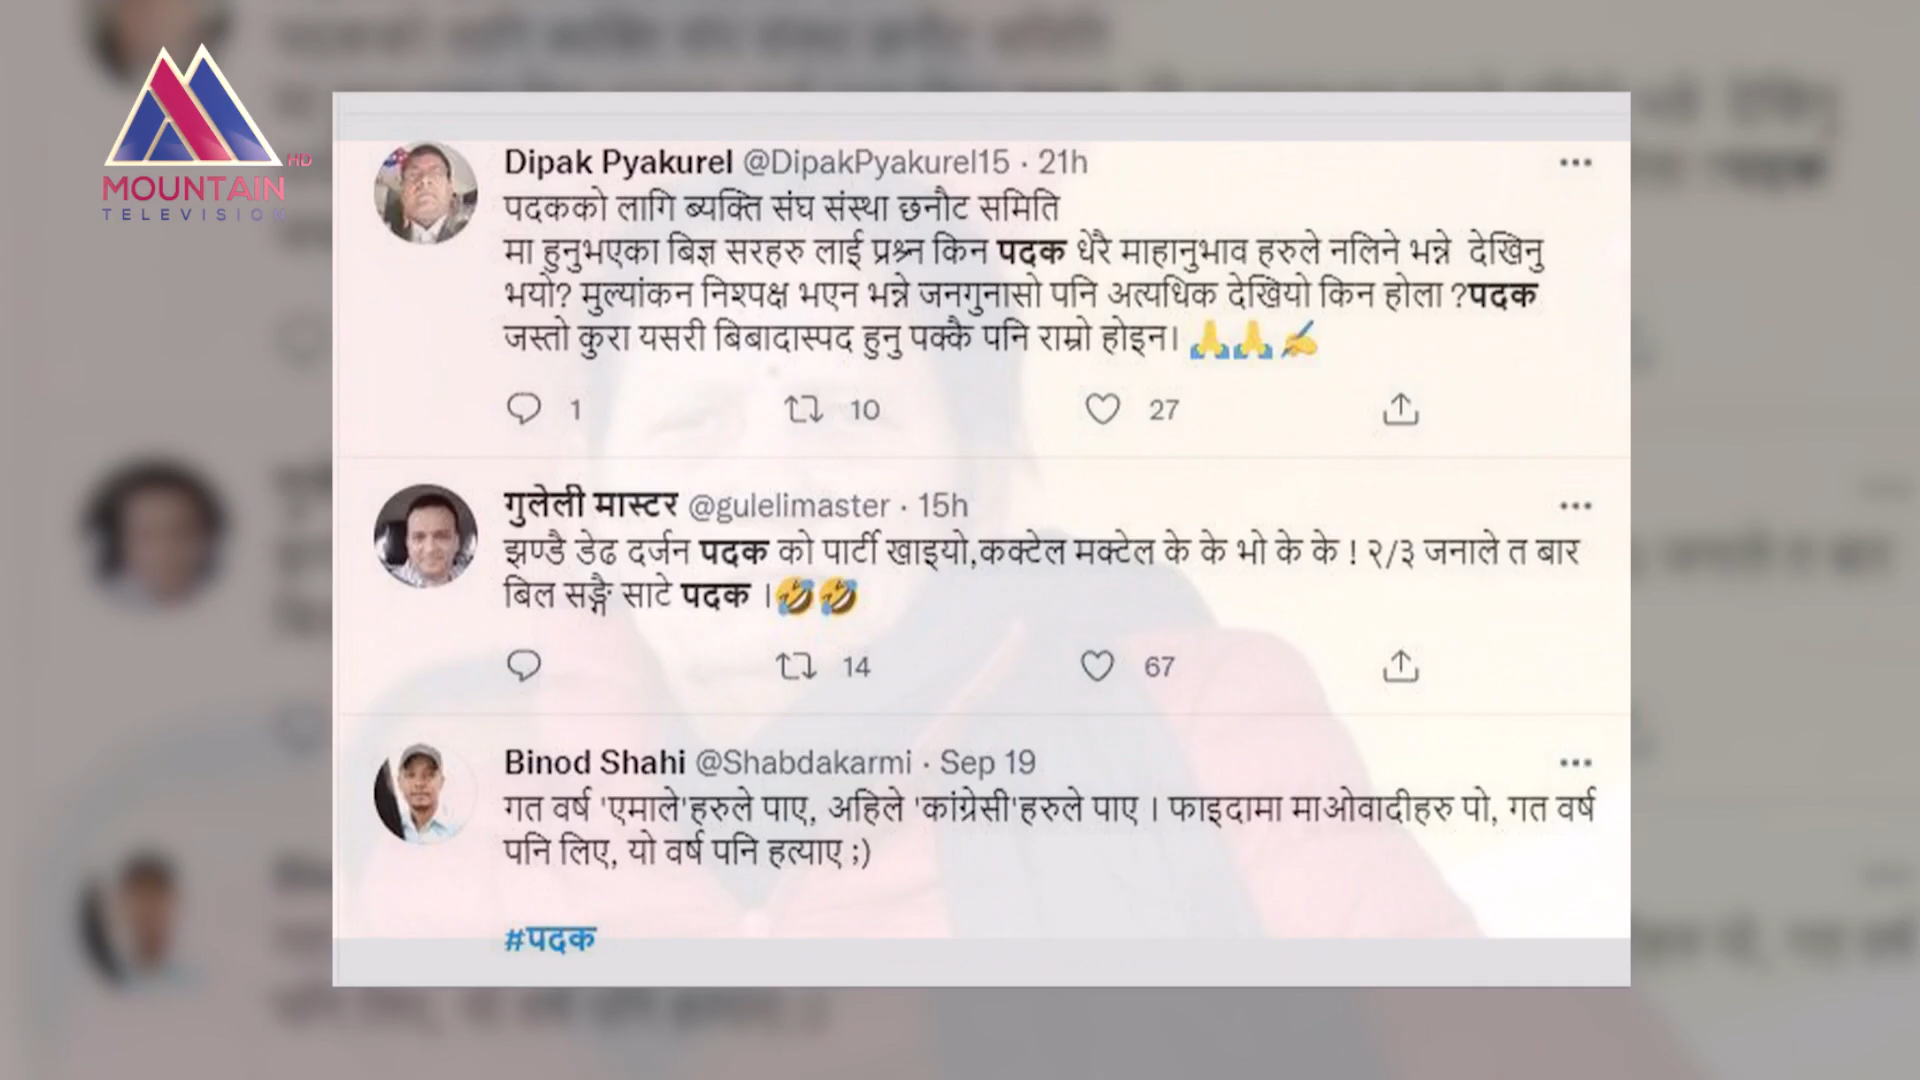 MOUNTAIN HD
TELEVISION
Dipak Pyakurel @DipakPyakurel15 · 21h
पदकको लागि ब्यक्ति संघ संस्था छनौट समिति
मा हुनुभएका बिज्ञ सरहरु लाई प्रश्न किन पदक धेरै माहानुभाव हरुले नलिने भन्ने देखिनु
भयो? मुल्यांकन निश्पक्ष भएन भन्ने जनगुनासो पनि अत्यधिक देखियो किन होला ?पदक
जस्तो कुरा यसरी बिबादास्पद हुनु पक्कै पनि राम्रो होइन। 🙏🙏✍️
1 10 27
गुलेली मास्टर @gulelimaster · 15h
झण्डै डेढ दर्जन पदक को पार्टी खाइयो,कक्टेल मक्टेल के के भो के के ! २/३ जनाले त बार
बिल सङ्गै साटे पदक ।🤣🤣
14 67
Binod Shahi @Shabdakarmi · Sep 19
गत वर्ष 'एमाले'हरुले पाए, अहिले 'कांग्रेसी'हरुले पाए । फाइदामा माओवादीहरु पो, गत वर्ष
पनि लिए, यो वर्ष पनि हत्याए ;)
#पदक